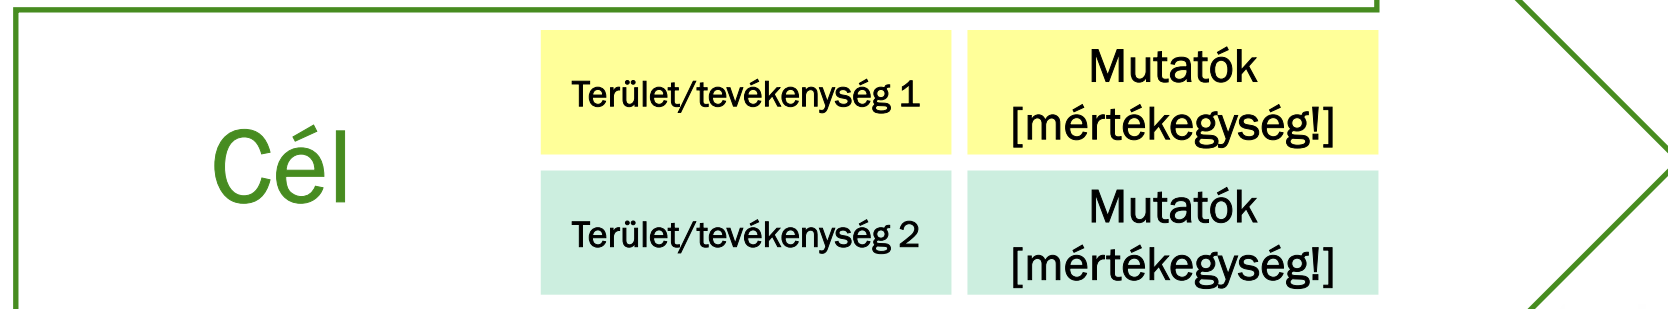 Cél
Terület/tevékenység 1
Mutatók
[mértékegység!]
Terület/tevékenység 2
Mutatók
[mértékegység!]